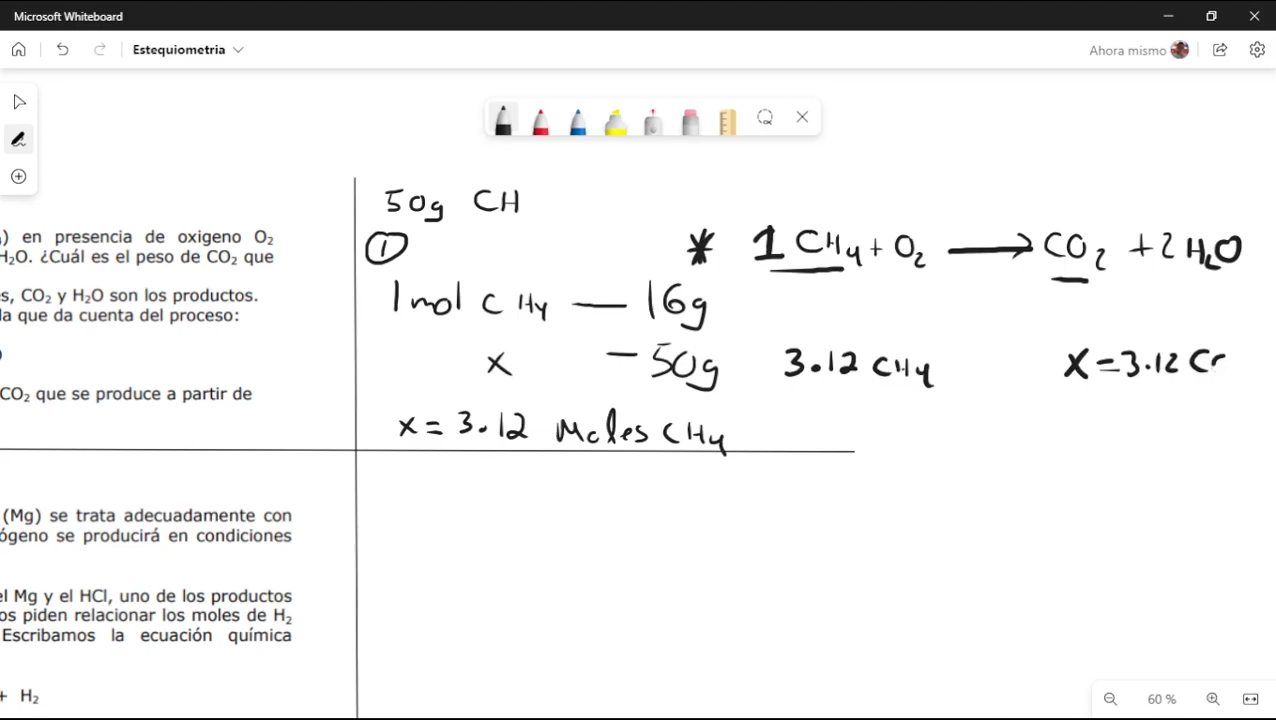 Microsoft Whiteboard
Estequiometria
Ahora mismo
) en presencia de oxigeno O2
H2O. ¿Cuál es el peso de CO2 que
s, CO2 y H2O son los productos.
da que da cuenta del proceso:
)
CO2 que se produce a partir de
(Mg) se trata adecuadamente con
ógeno se producirá en condiciones
el Mg y el HCl, uno de los productos
os piden relacionar los moles de H2
Escribamos la ecuación química
+ H2
50g CH
①
* 1 CH4 + O2 → CO2 + 2 H2O
1 mol CH4 — 16g
x — 50g 3.12 CH4 x = 3.12 C
x = 3.12 Moles CH4
60 %